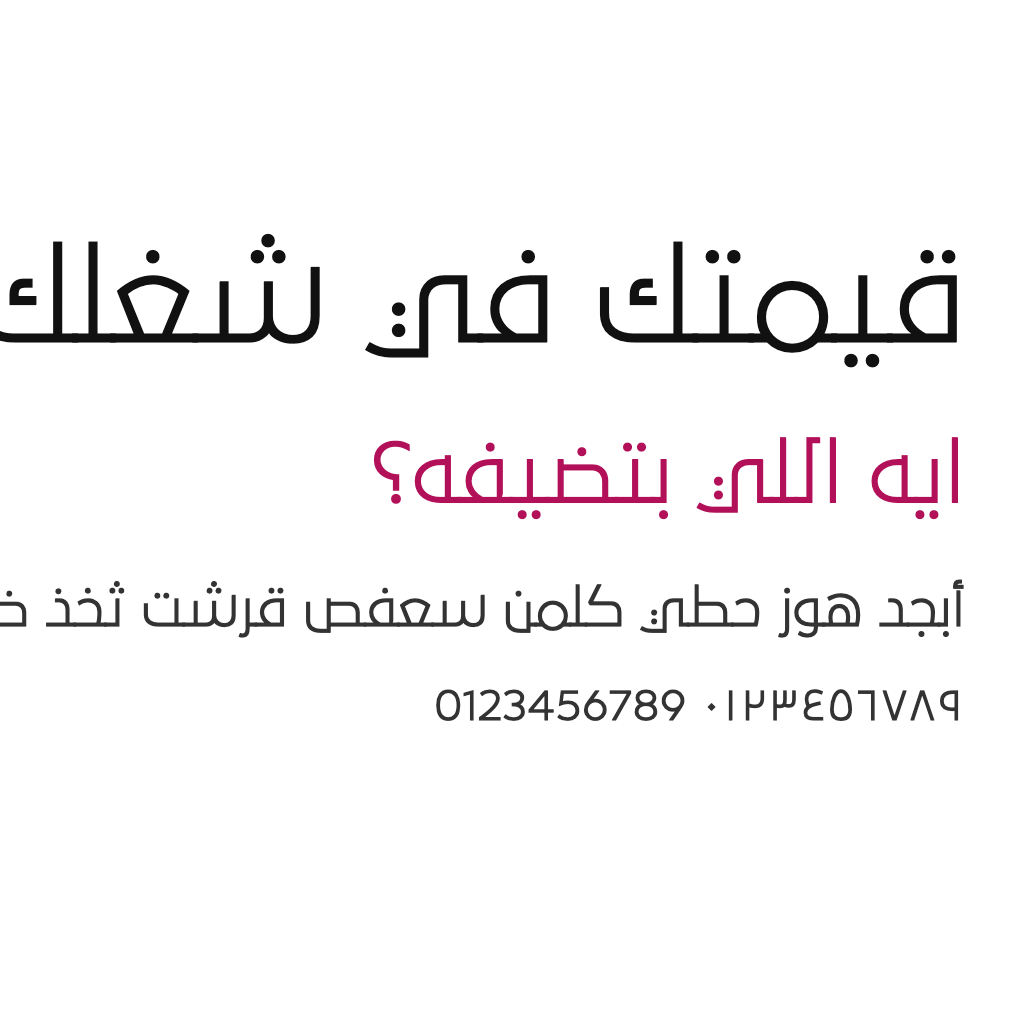 قيمتك في شغلك
ايه اللي بتضيفه؟
أبجد هوز حطي كلمن سعفص قرشت ثخذ
٠١٢٣٤٥٦٧٨٩ 0123456789